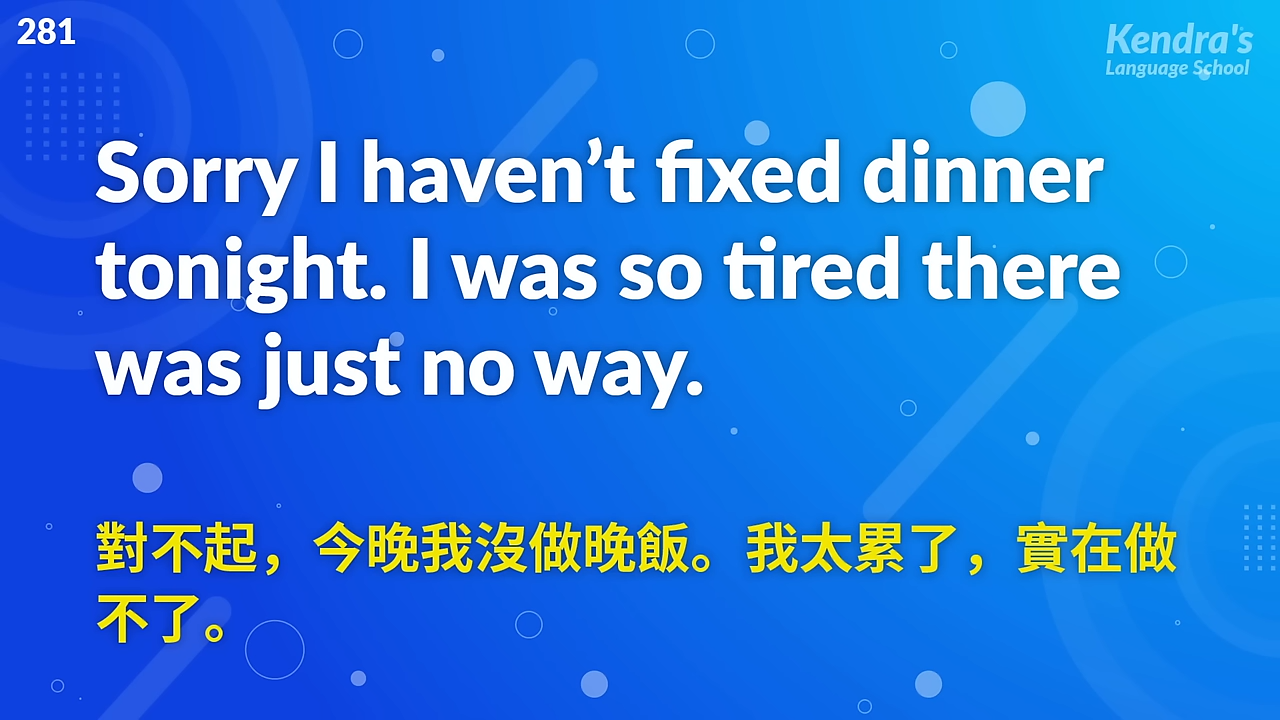 281
Kendra's
Language School
Sorry I haven’t fixed dinner
tonight. I was so tired there
was just no way.
對不起，今晚我沒做晚飯。我太累了，實在做
不了。